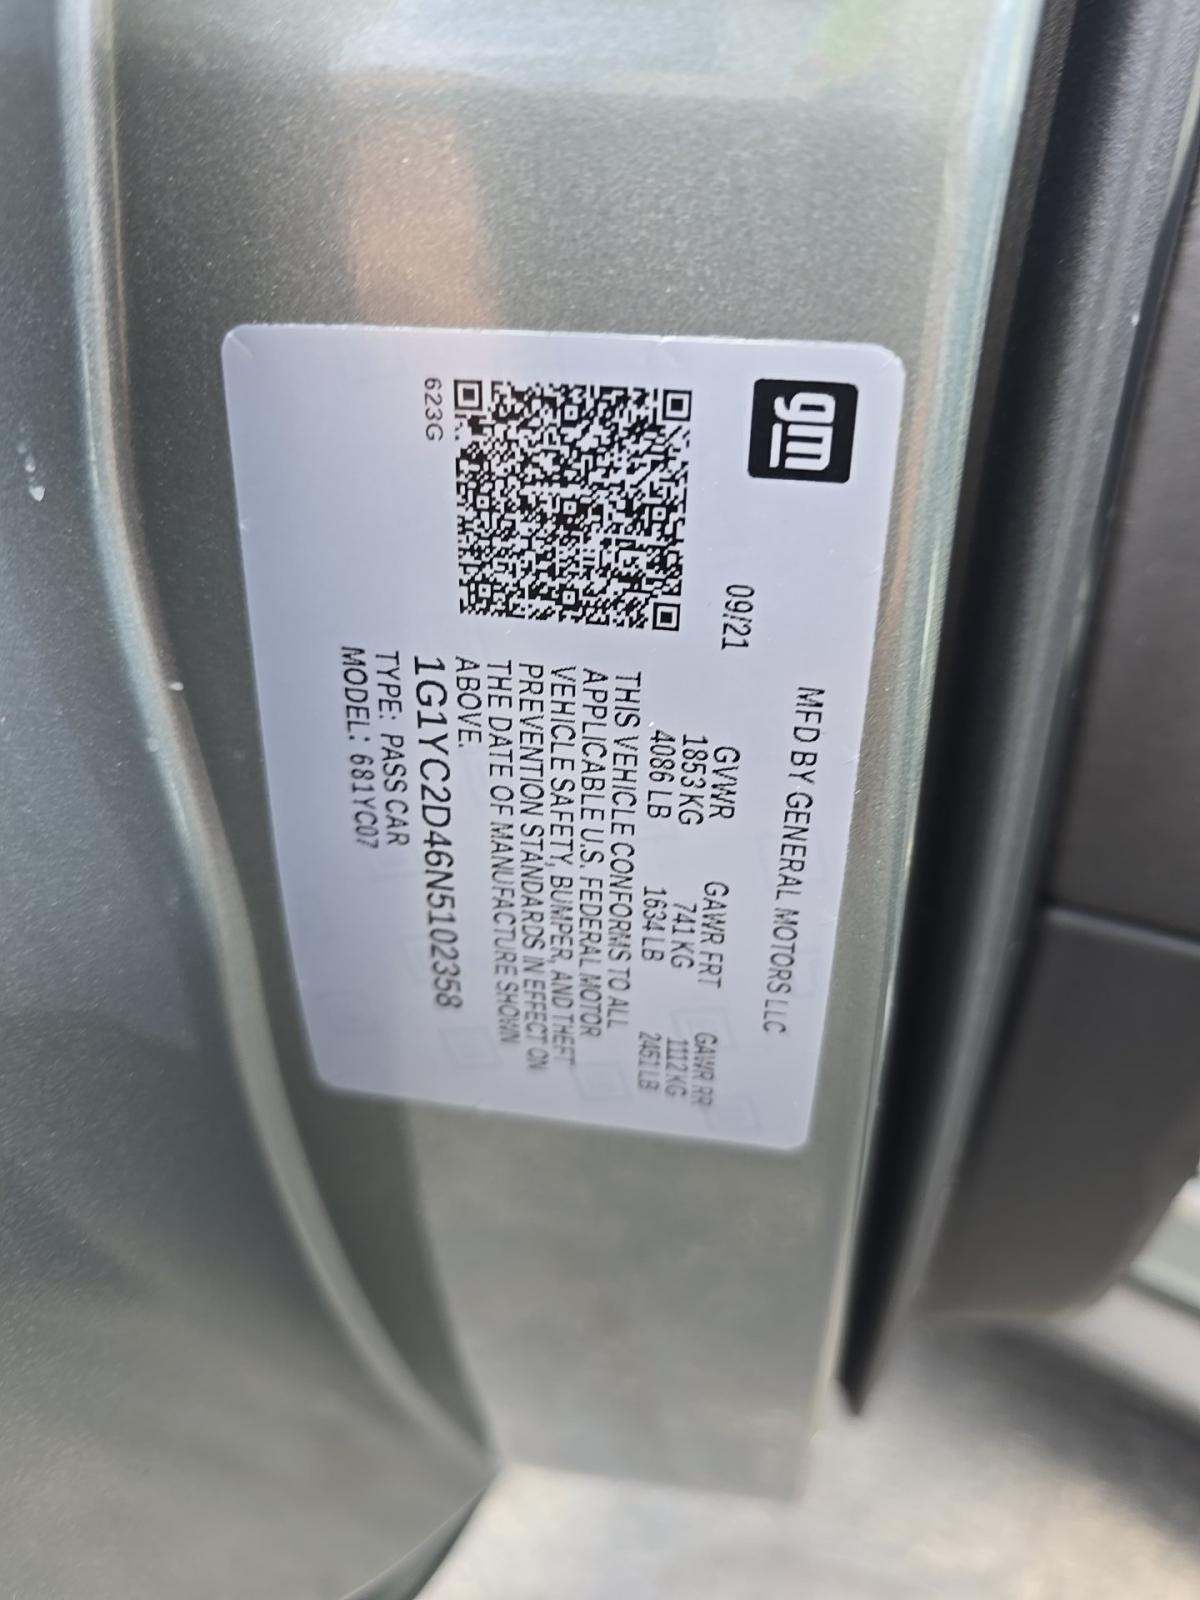 gm
MFD BY GENERAL MOTORS LLC
09/21
GVWR GAWR FRT GAWR RR
1853 KG 741 KG 1112 KG
4086 LB 1634 LB 2451 LB
THIS VEHICLE CONFORMS TO ALL
APPLICABLE U.S. FEDERAL MOTOR
VEHICLE SAFETY, BUMPER, AND THEFT
PREVENTION STANDARDS IN EFFECT ON
THE DATE OF MANUFACTURE SHOWN
ABOVE.
1G1YC2D46N5102358
TYPE: PASS CAR
MODEL: 681YC07
623G